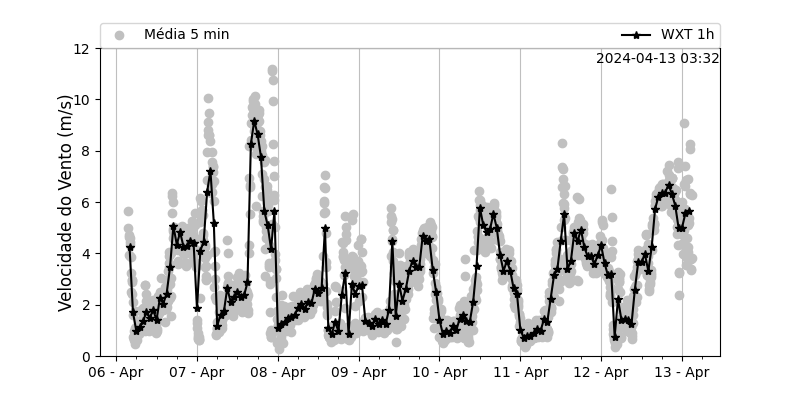 Média 5 min
WXT 1h
2024-04-13 03:32
Velocidade do Vento (m/s)
12
10
8
6
4
2
0
06 - Apr
07 - Apr
08 - Apr
09 - Apr
10 - Apr
11 - Apr
12 - Apr
13 - Apr